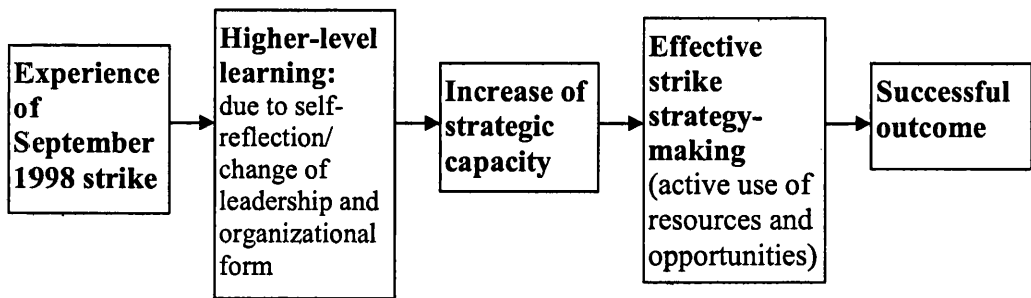 Experience
of
September
1998 strike
Higher-level
learning:
due to self-
reflection/
change of
leadership and
organizational
form
Increase of
strategic
capacity
Effective
strike
strategy-
making
(active use of
resources and
opportunities)
Successful
outcome